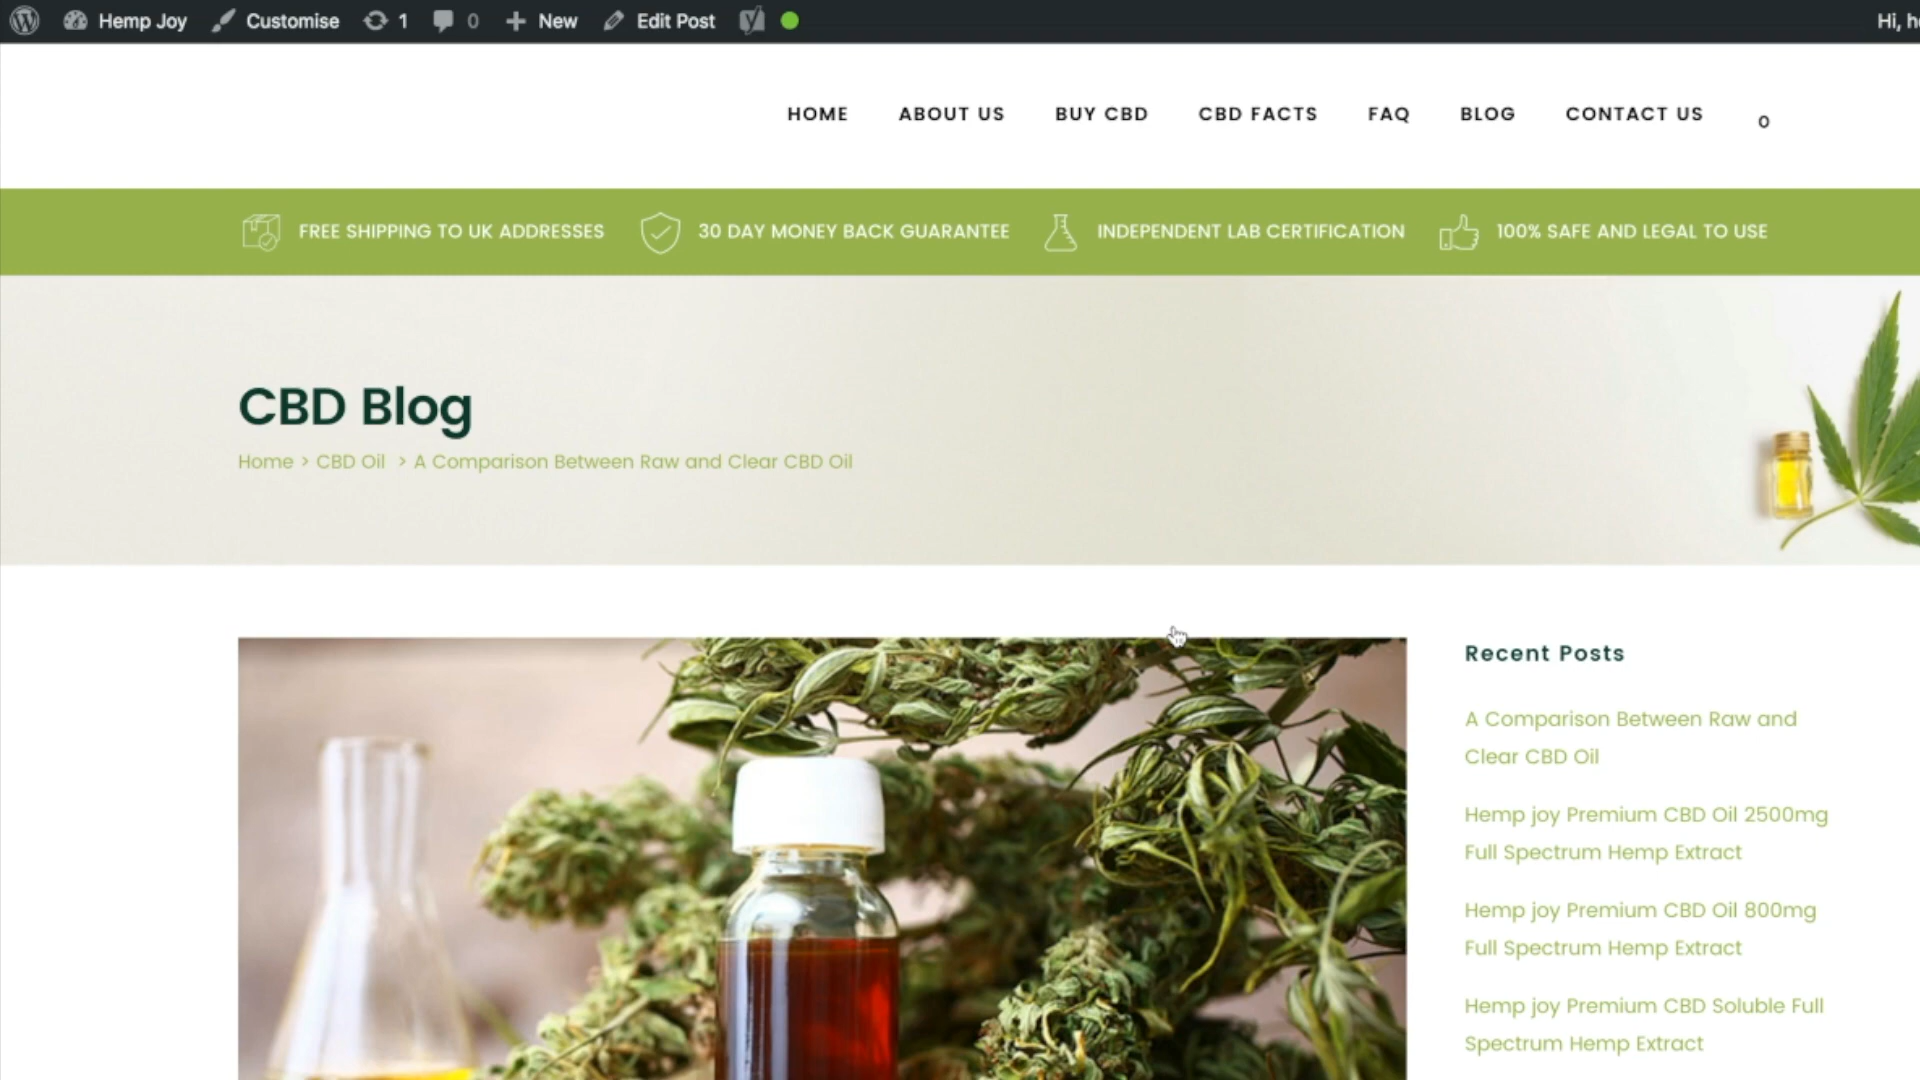 Hemp Joy Customise 1 0 New Edit Post Hi, h
HOME ABOUT US BUY CBD CBD FACTS FAQ BLOG CONTACT US 0
FREE SHIPPING TO UK ADDRESSES 30 DAY MONEY BACK GUARANTEE INDEPENDENT LAB CERTIFICATION 100% SAFE AND LEGAL TO USE
CBD Blog
Home > CBD Oil > A Comparison Between Raw and Clear CBD Oil
Recent Posts
A Comparison Between Raw and
Clear CBD Oil
Hemp joy Premium CBD Oil 2500mg
Full Spectrum Hemp Extract
Hemp joy Premium CBD Oil 800mg
Full Spectrum Hemp Extract
Hemp joy Premium CBD Soluble Full
Spectrum Hemp Extract